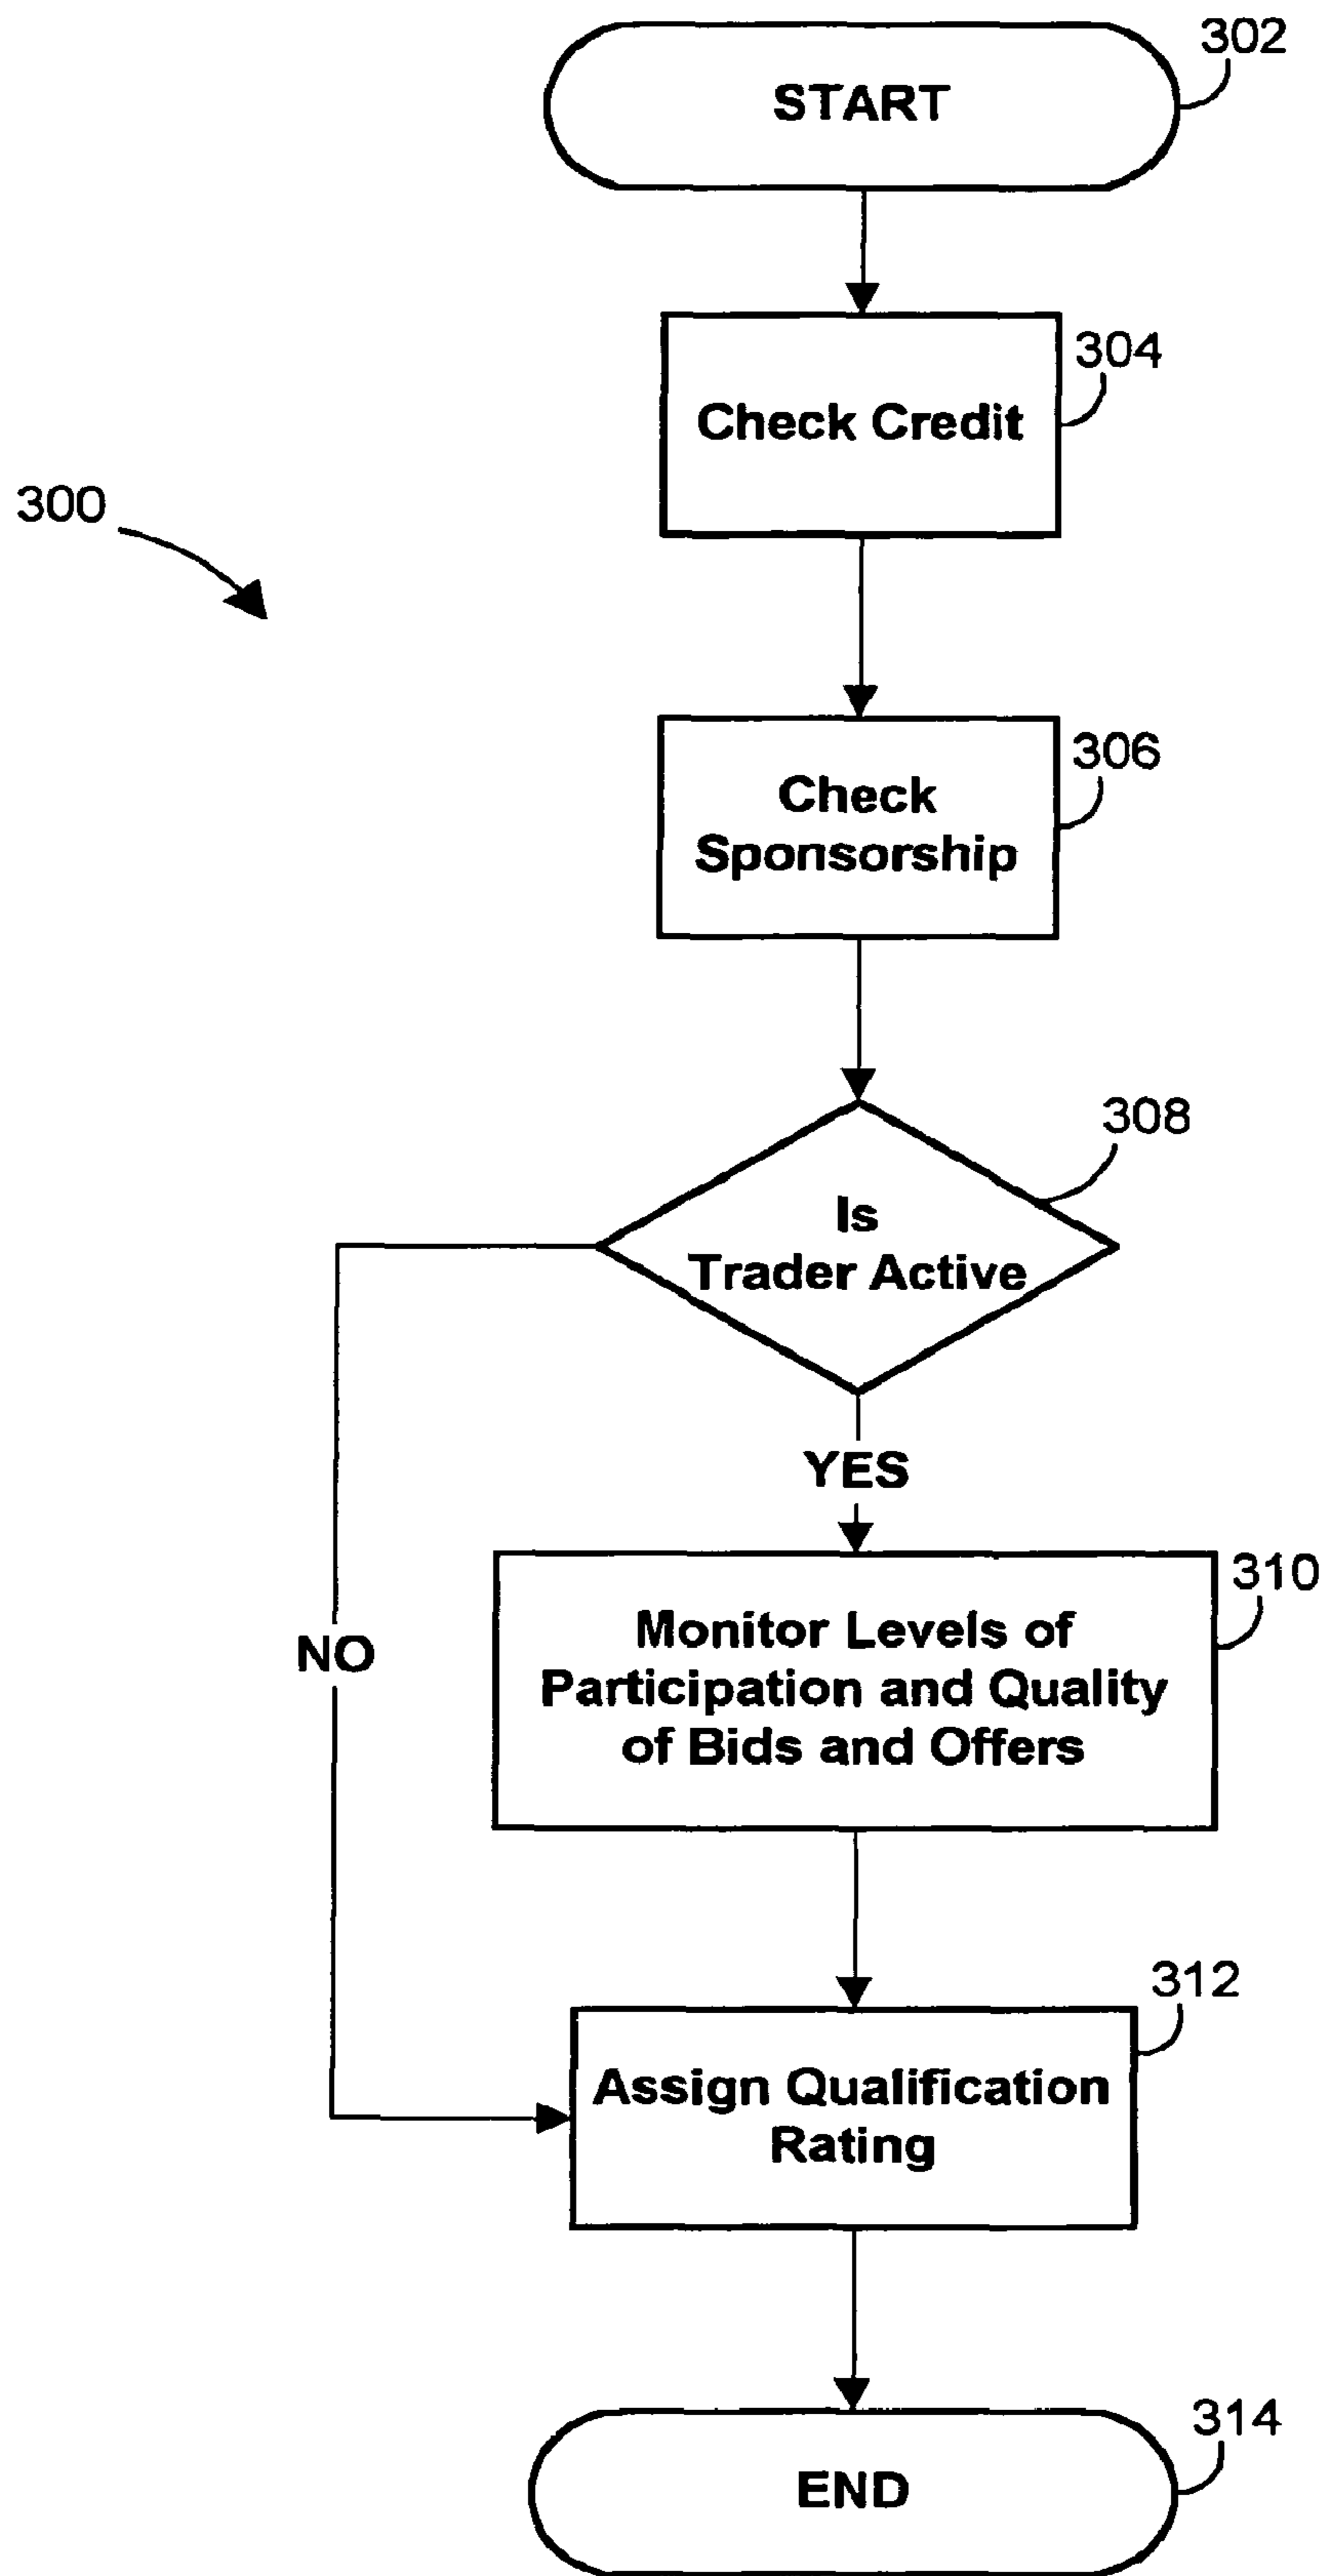 302
START
304
Check Credit
300
306
Check
Sponsorship
308
Is
Trader Active
YES
310
Monitor Levels of
Participation and Quality
of Bids and Offers
NO
312
Assign Qualification
Rating
314
END